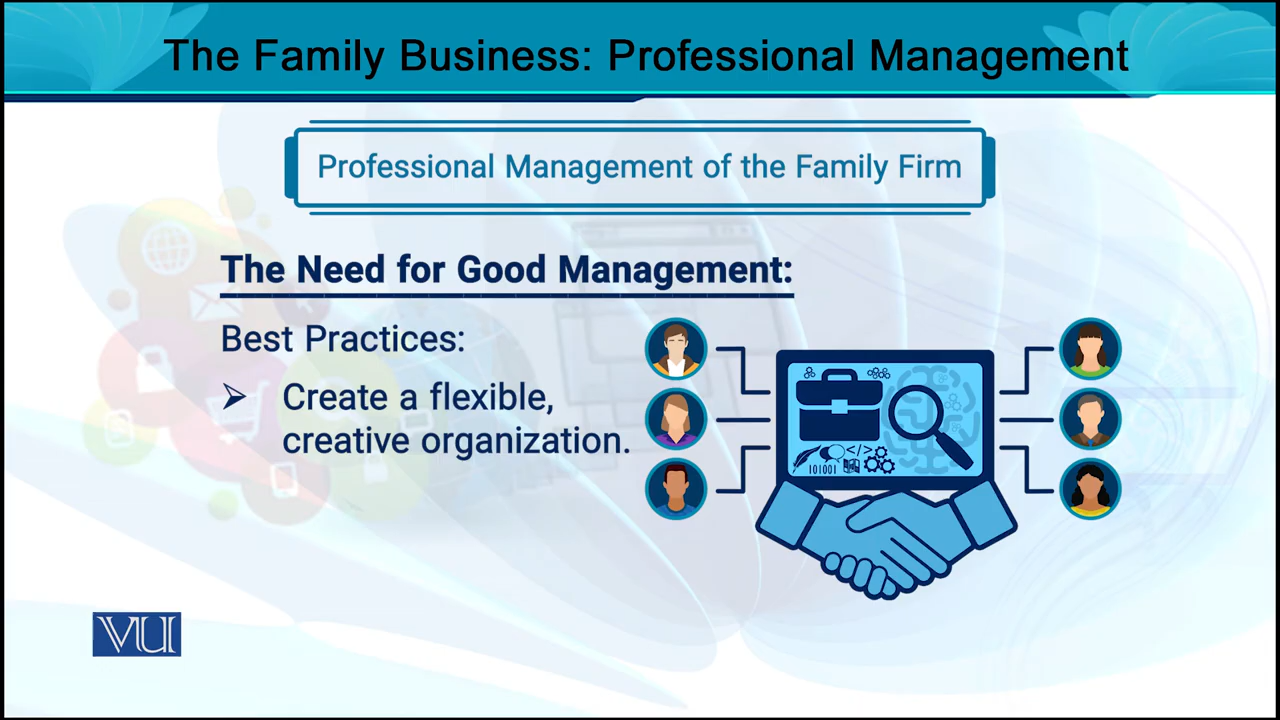 The Family Business: Professional Management
Professional Management of the Family Firm
The Need for Good Management:
Best Practices:
Create a flexible,
creative organization.
</>
101001
VU